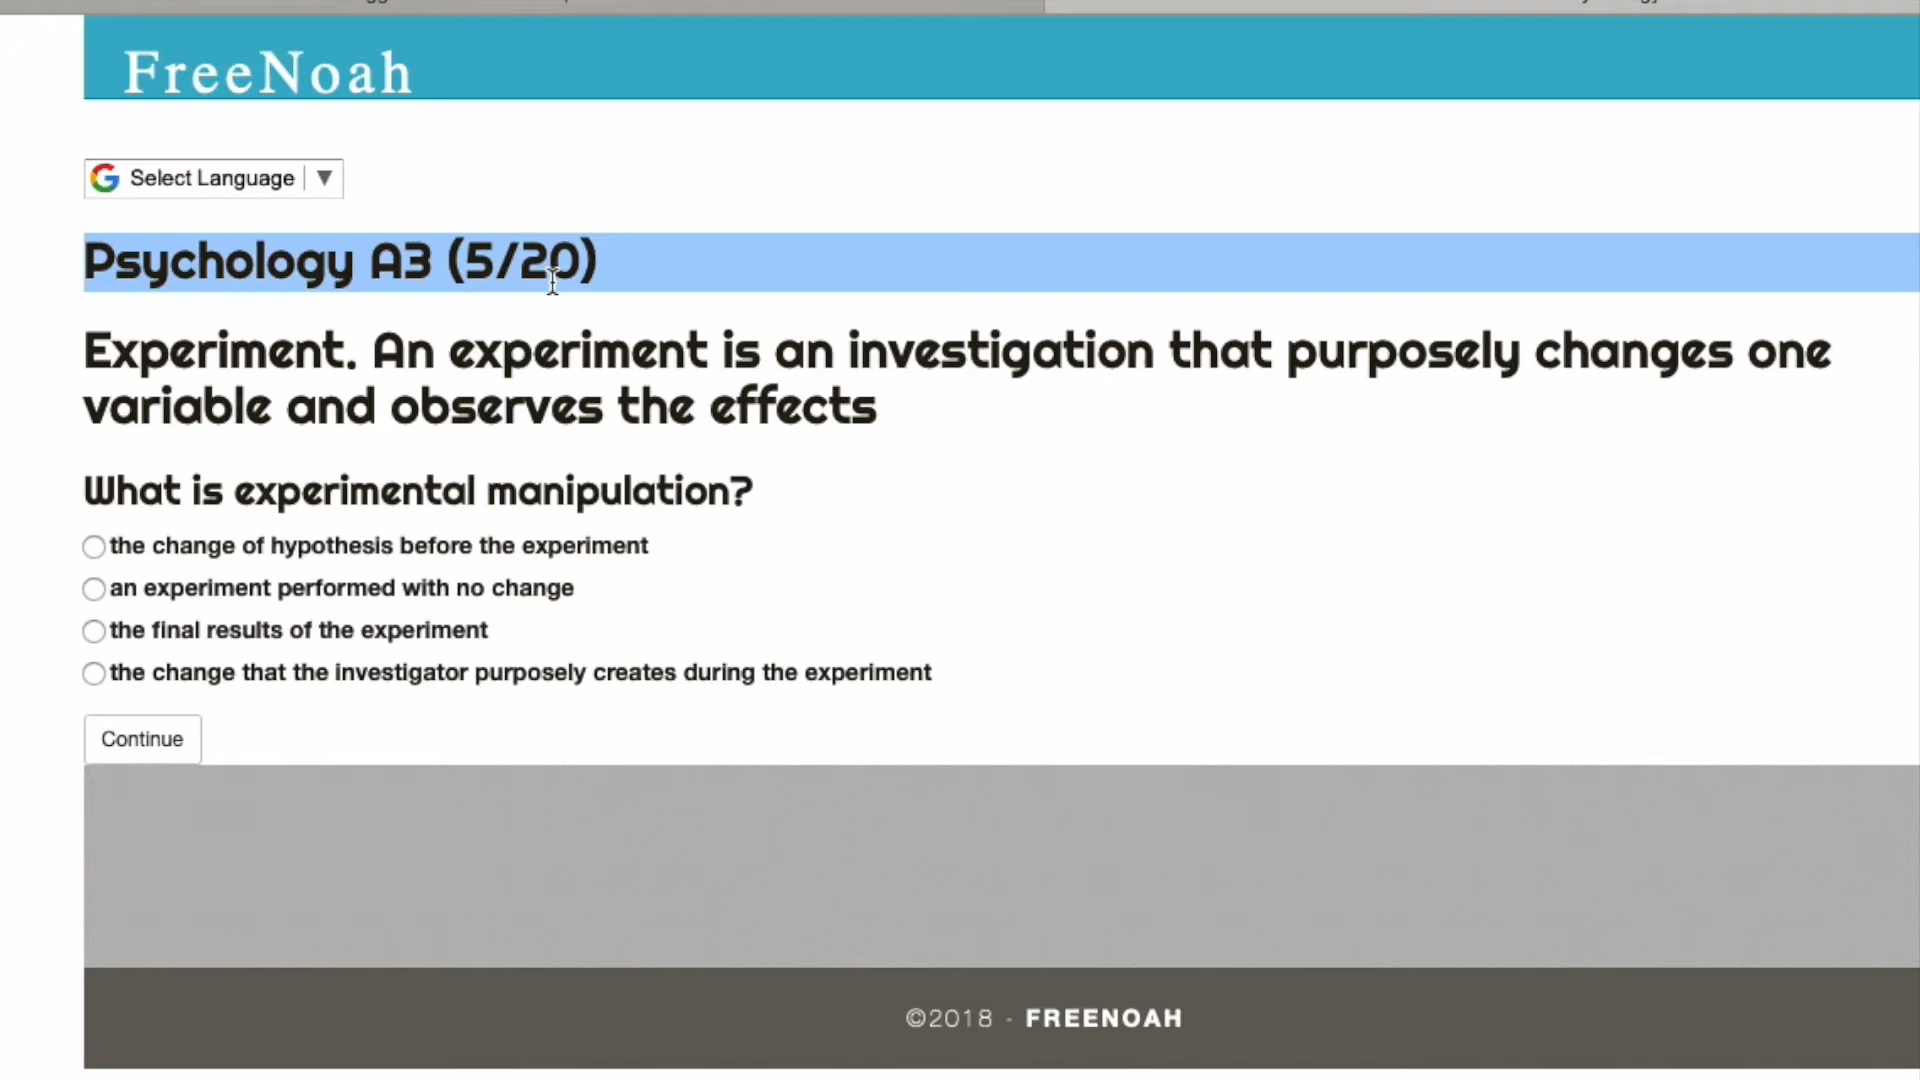 FreeNoah
Select Language ▼
Psychology A3 (5/20)
Experiment. An experiment is an investigation that purposely changes one
variable and observes the effects
What is experimental manipulation?
the change of hypothesis before the experiment
an experiment performed with no change
the final results of the experiment
the change that the investigator purposely creates during the experiment
Continue
©2018 - FREENOAH